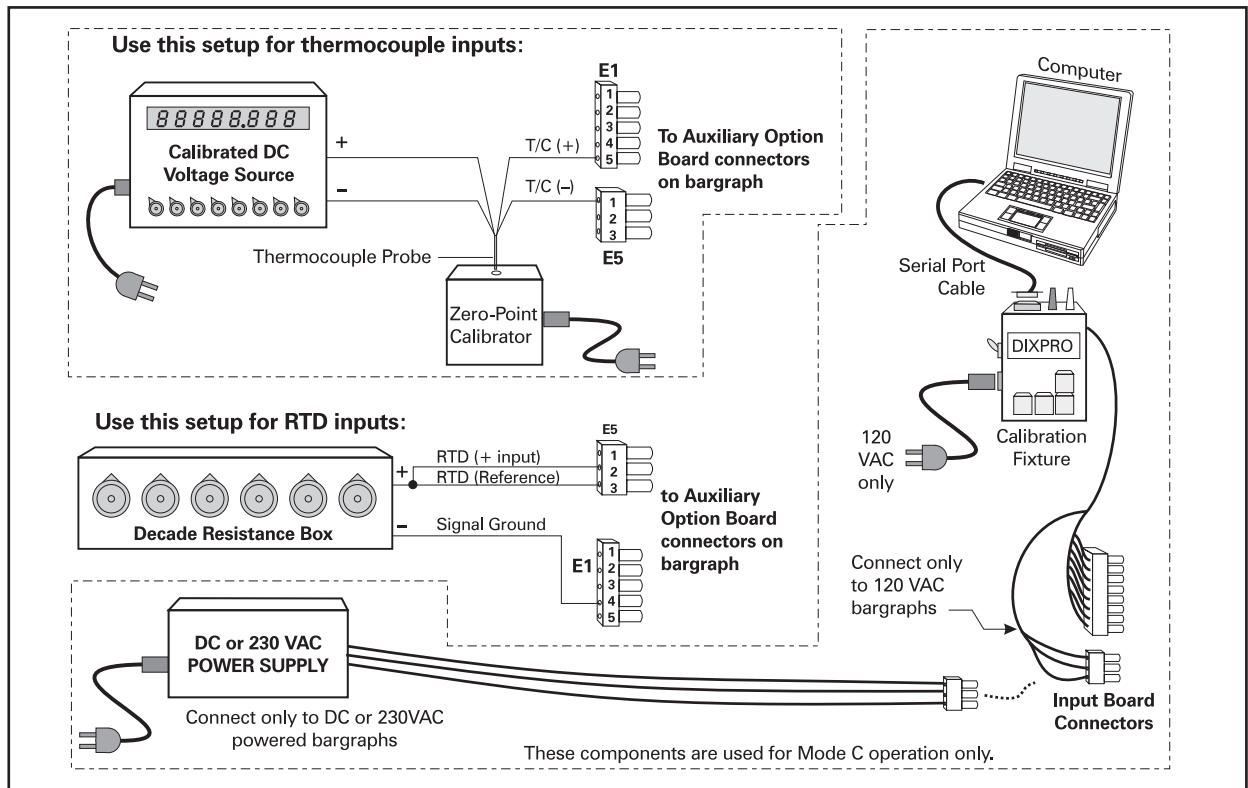 Use this setup for thermocouple inputs:
88888.888
Calibrated DC
Voltage Source
+
–
Thermocouple Probe
Zero-Point
Calibrator
T/C (+)
T/C (–)
E1
1
2
3
4
5
1
2
3
E5
To Auxiliary Option
Board connectors
on bargraph
Computer
Serial Port
Cable
DIXPRO
120
VAC
only
Calibration
Fixture
Use this setup for RTD inputs:
Decade Resistance Box
+
–
RTD (+ input)
RTD (Reference)
Signal Ground
E5
1
2
3
E1
1
2
3
4
5
to Auxiliary
Option Board
connectors on
bargraph
Connect only
to 120 VAC
bargraphs
Input Board
Connectors
DC or 230 VAC
POWER SUPPLY
Connect only to DC or 230VAC
powered bargraphs
These components are used for Mode C operation only.